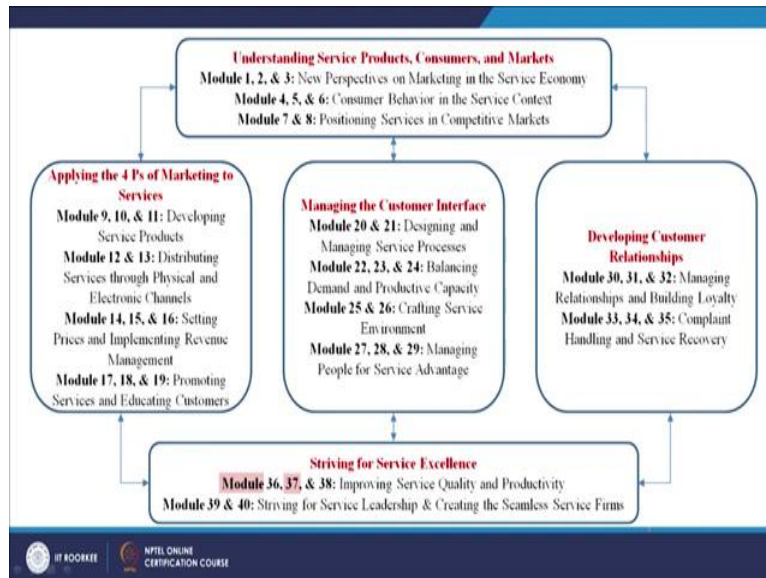 Understanding Service Products, Consumers, and Markets
Module 1, 2, & 3: New Perspectives on Marketing in the Service Economy
Module 4, 5, & 6: Consumer Behavior in the Service Context
Module 7 & 8: Positioning Services in Competitive Markets
Applying the 4 Ps of Marketing to
Services
Module 9, 10, & 11: Developing
Service Products
Module 12 & 13: Distributing
Services through Physical and
Electronic Channels
Module 14, 15, & 16: Setting
Prices and Implementing Revenue
Management
Module 17, 18, & 19: Promoting
Services and Educating Customers
Managing the Customer Interface
Module 20 & 21: Designing and
Managing Service Processes
Module 22, 23, & 24: Balancing
Demand and Productive Capacity
Module 25 & 26: Crafting Service
Environment
Module 27, 28, & 29: Managing
People for Service Advantage
Developing Customer
Relationships
Module 30, 31, & 32: Managing
Relationships and Building Loyalty
Module 33, 34, & 35: Complaint
Handling and Service Recovery
Striving for Service Excellence
Module 36, 37, & 38: Improving Service Quality and Productivity
Module 39 & 40: Striving for Service Leadership & Creating the Seamless Service Firms
IIT ROORKEE
NPTEL ONLINE
CERTIFICATION COURSE